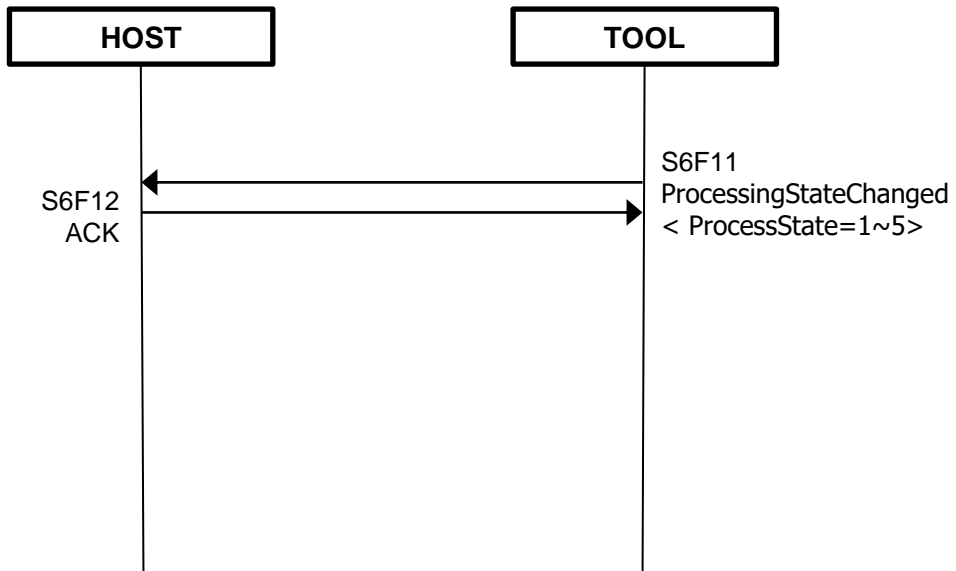 HOST
TOOL
S6F11
ProcessingStateChanged
< ProcessState=1~5>
S6F12
ACK